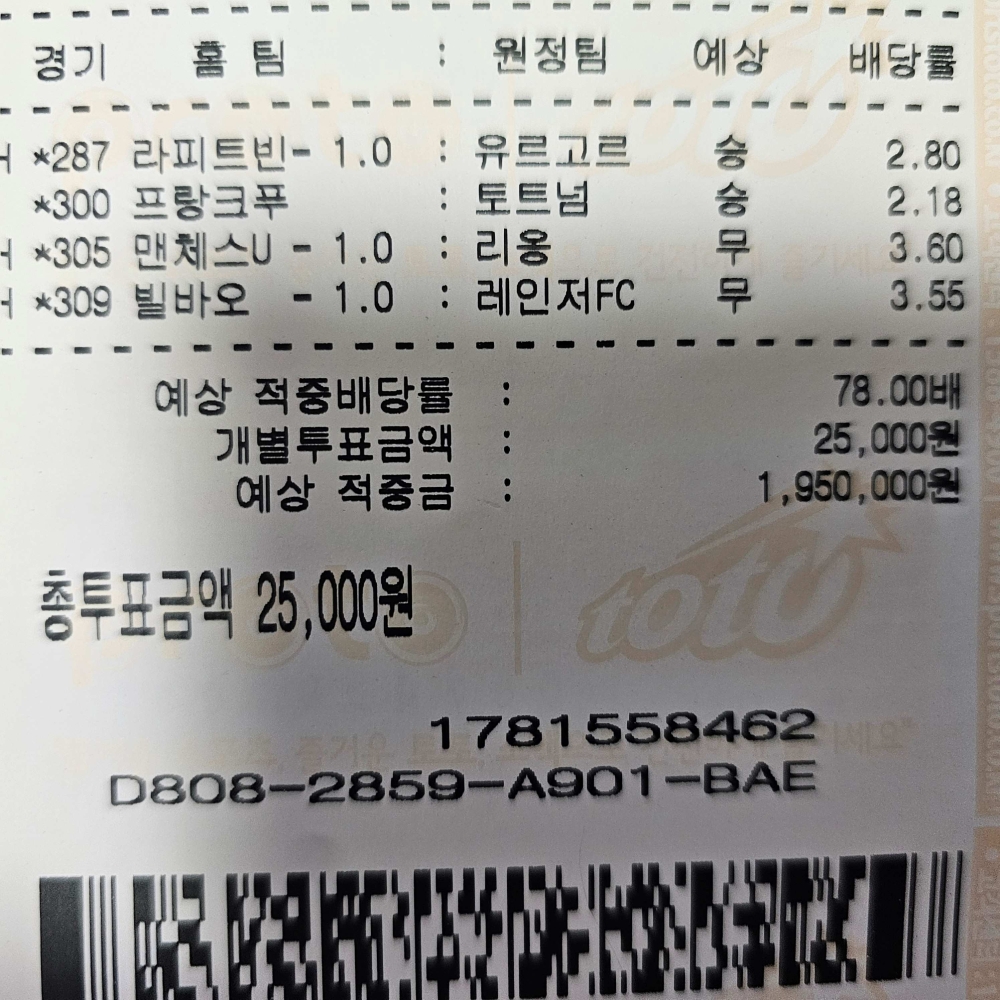 경기 홈 팀 : 원정팀 예상 배당률
*287 라피트빈- 1.0 : 유르고르 승 2.80
*300 프랑크푸 : 토트넘 승 2.18
*305 맨체스U - 1.0 : 리옹 무 3.60
*309 빌바오 - 1.0 : 레인저FC 무 3.55
예상 적중배당률 : 78.00배
개별투표금액 : 25,000원
예상 적중금 : 1,950,000원
총투표금액 25,000원
proto totu
1781558462
D808-2859-A901-BAE